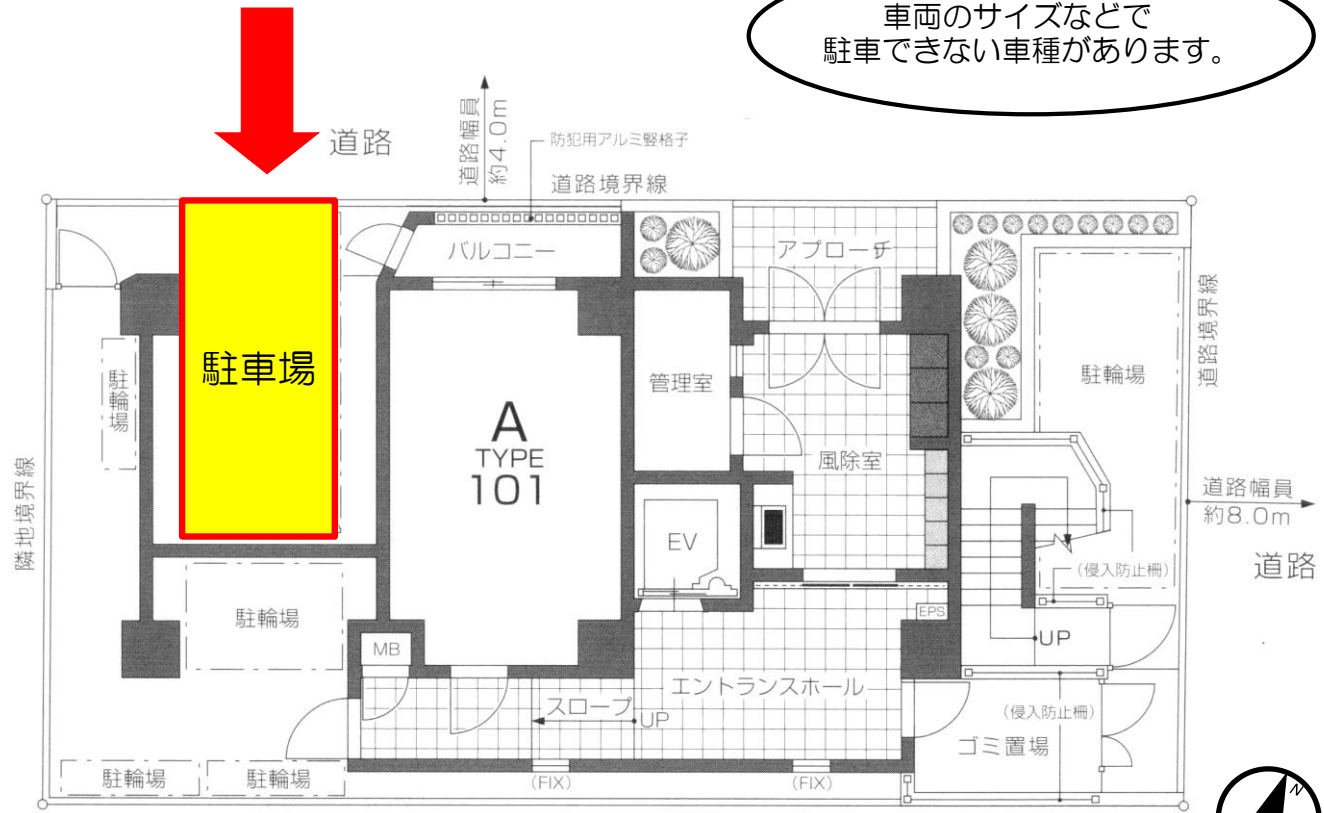 車両のサイズなどで
駐車できない車種があります。
道路
道路幅員
約4.0m
防犯用アルミ竪格子
道路境界線
バルコニー
アプローチ
駐車場
駐輪場
A
TYPE
101
管理室
風除室
駐輪場
道路境界線
隣地境界線
EV
道路幅員
約8.0m
道路
(侵入防止柵)
駐輪場
EPS
UP
MB
エントランスホール
スロープ
UP
(侵入防止柵)
ゴミ置場
駐輪場
駐輪場
(FIX)
(FIX)
N